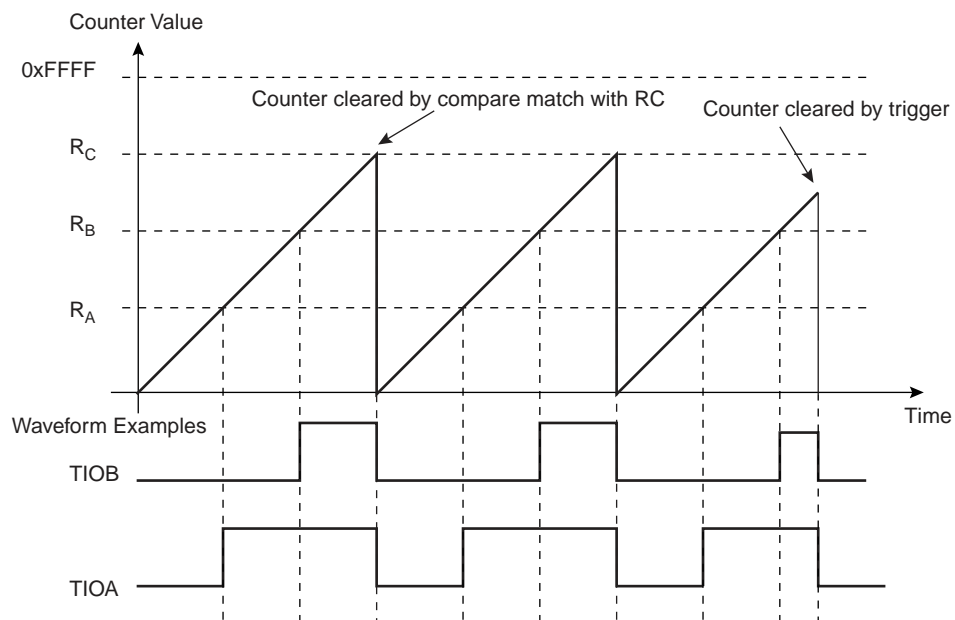 Counter Value
0xFFFF
Counter cleared by compare match with RC
Counter cleared by trigger
RC
RB
RA
Time
Waveform Examples
TIOB
TIOA